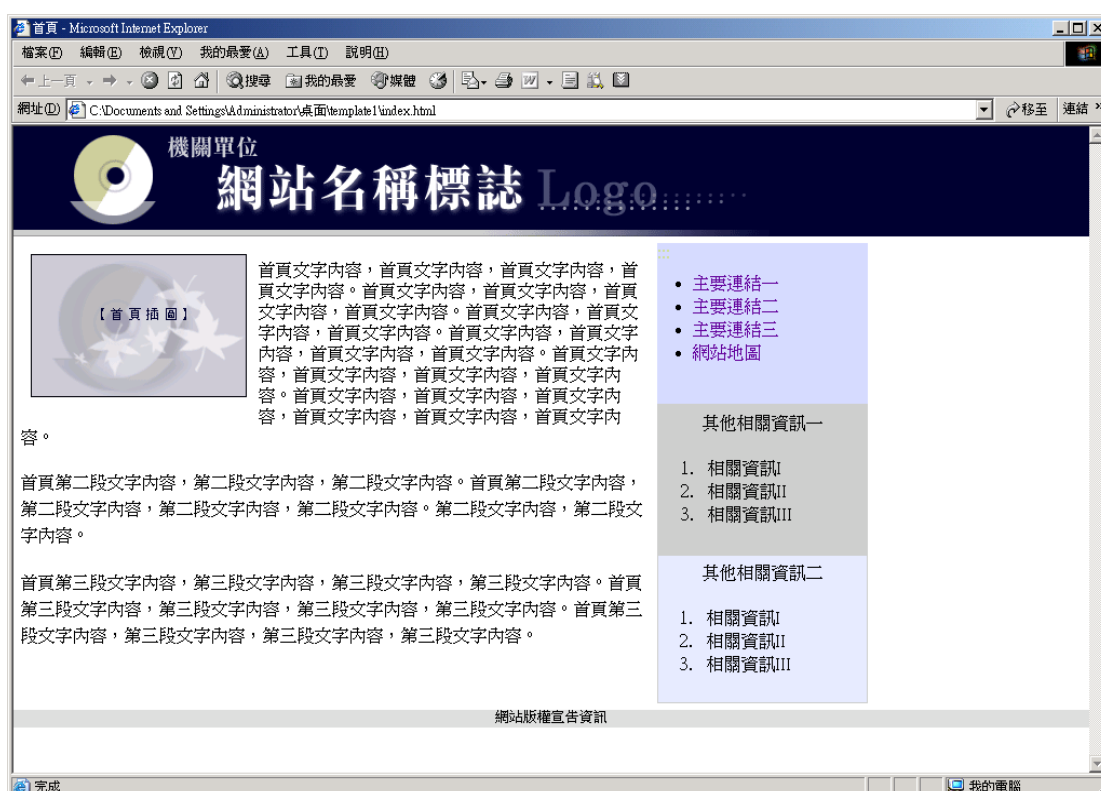 首頁 - Microsoft Internet Explorer
檔案(F) 編輯(E) 檢視(V) 我的最愛(A) 工具(T) 說明(H)
上一頁 搜尋 我的最愛 媒體
網址(D) C:\Documents and Settings\Administrator\桌面\template1\index.html 移至 連結 »
機關單位
網站名稱標誌 Logo
【首頁插圖】
首頁文字內容，首頁文字內容，首頁文字內容，首
頁文字內容。首頁文字內容，首頁文字內容，首頁
文字內容，首頁文字內容。首頁文字內容，首頁文
字內容，首頁文字內容。首頁文字內容，首頁文字
內容，首頁文字內容，首頁文字內容。首頁文字內
容，首頁文字內容，首頁文字內容，首頁文字內
容。首頁文字內容，首頁文字內容，首頁文字內
容，首頁文字內容，首頁文字內容，首頁文字內
容。
首頁第二段文字內容，第二段文字內容，第二段文字內容。首頁第二段文字內容，
第二段文字內容，第二段文字內容，第二段文字內容。第二段文字內容，第二段文
字內容。
首頁第三段文字內容，第三段文字內容，第三段文字內容，第三段文字內容。首頁
第三段文字內容，第三段文字內容，第三段文字內容，第三段文字內容。首頁第三
段文字內容，第三段文字內容，第三段文字內容，第三段文字內容。
:::
• 主要連結一
• 主要連結二
• 主要連結三
• 網站地圖
其他相關資訊一
1. 相關資訊I
2. 相關資訊II
3. 相關資訊III
其他相關資訊二
1. 相關資訊I
2. 相關資訊II
3. 相關資訊III
網站版權宣告資訊
完成 我的電腦